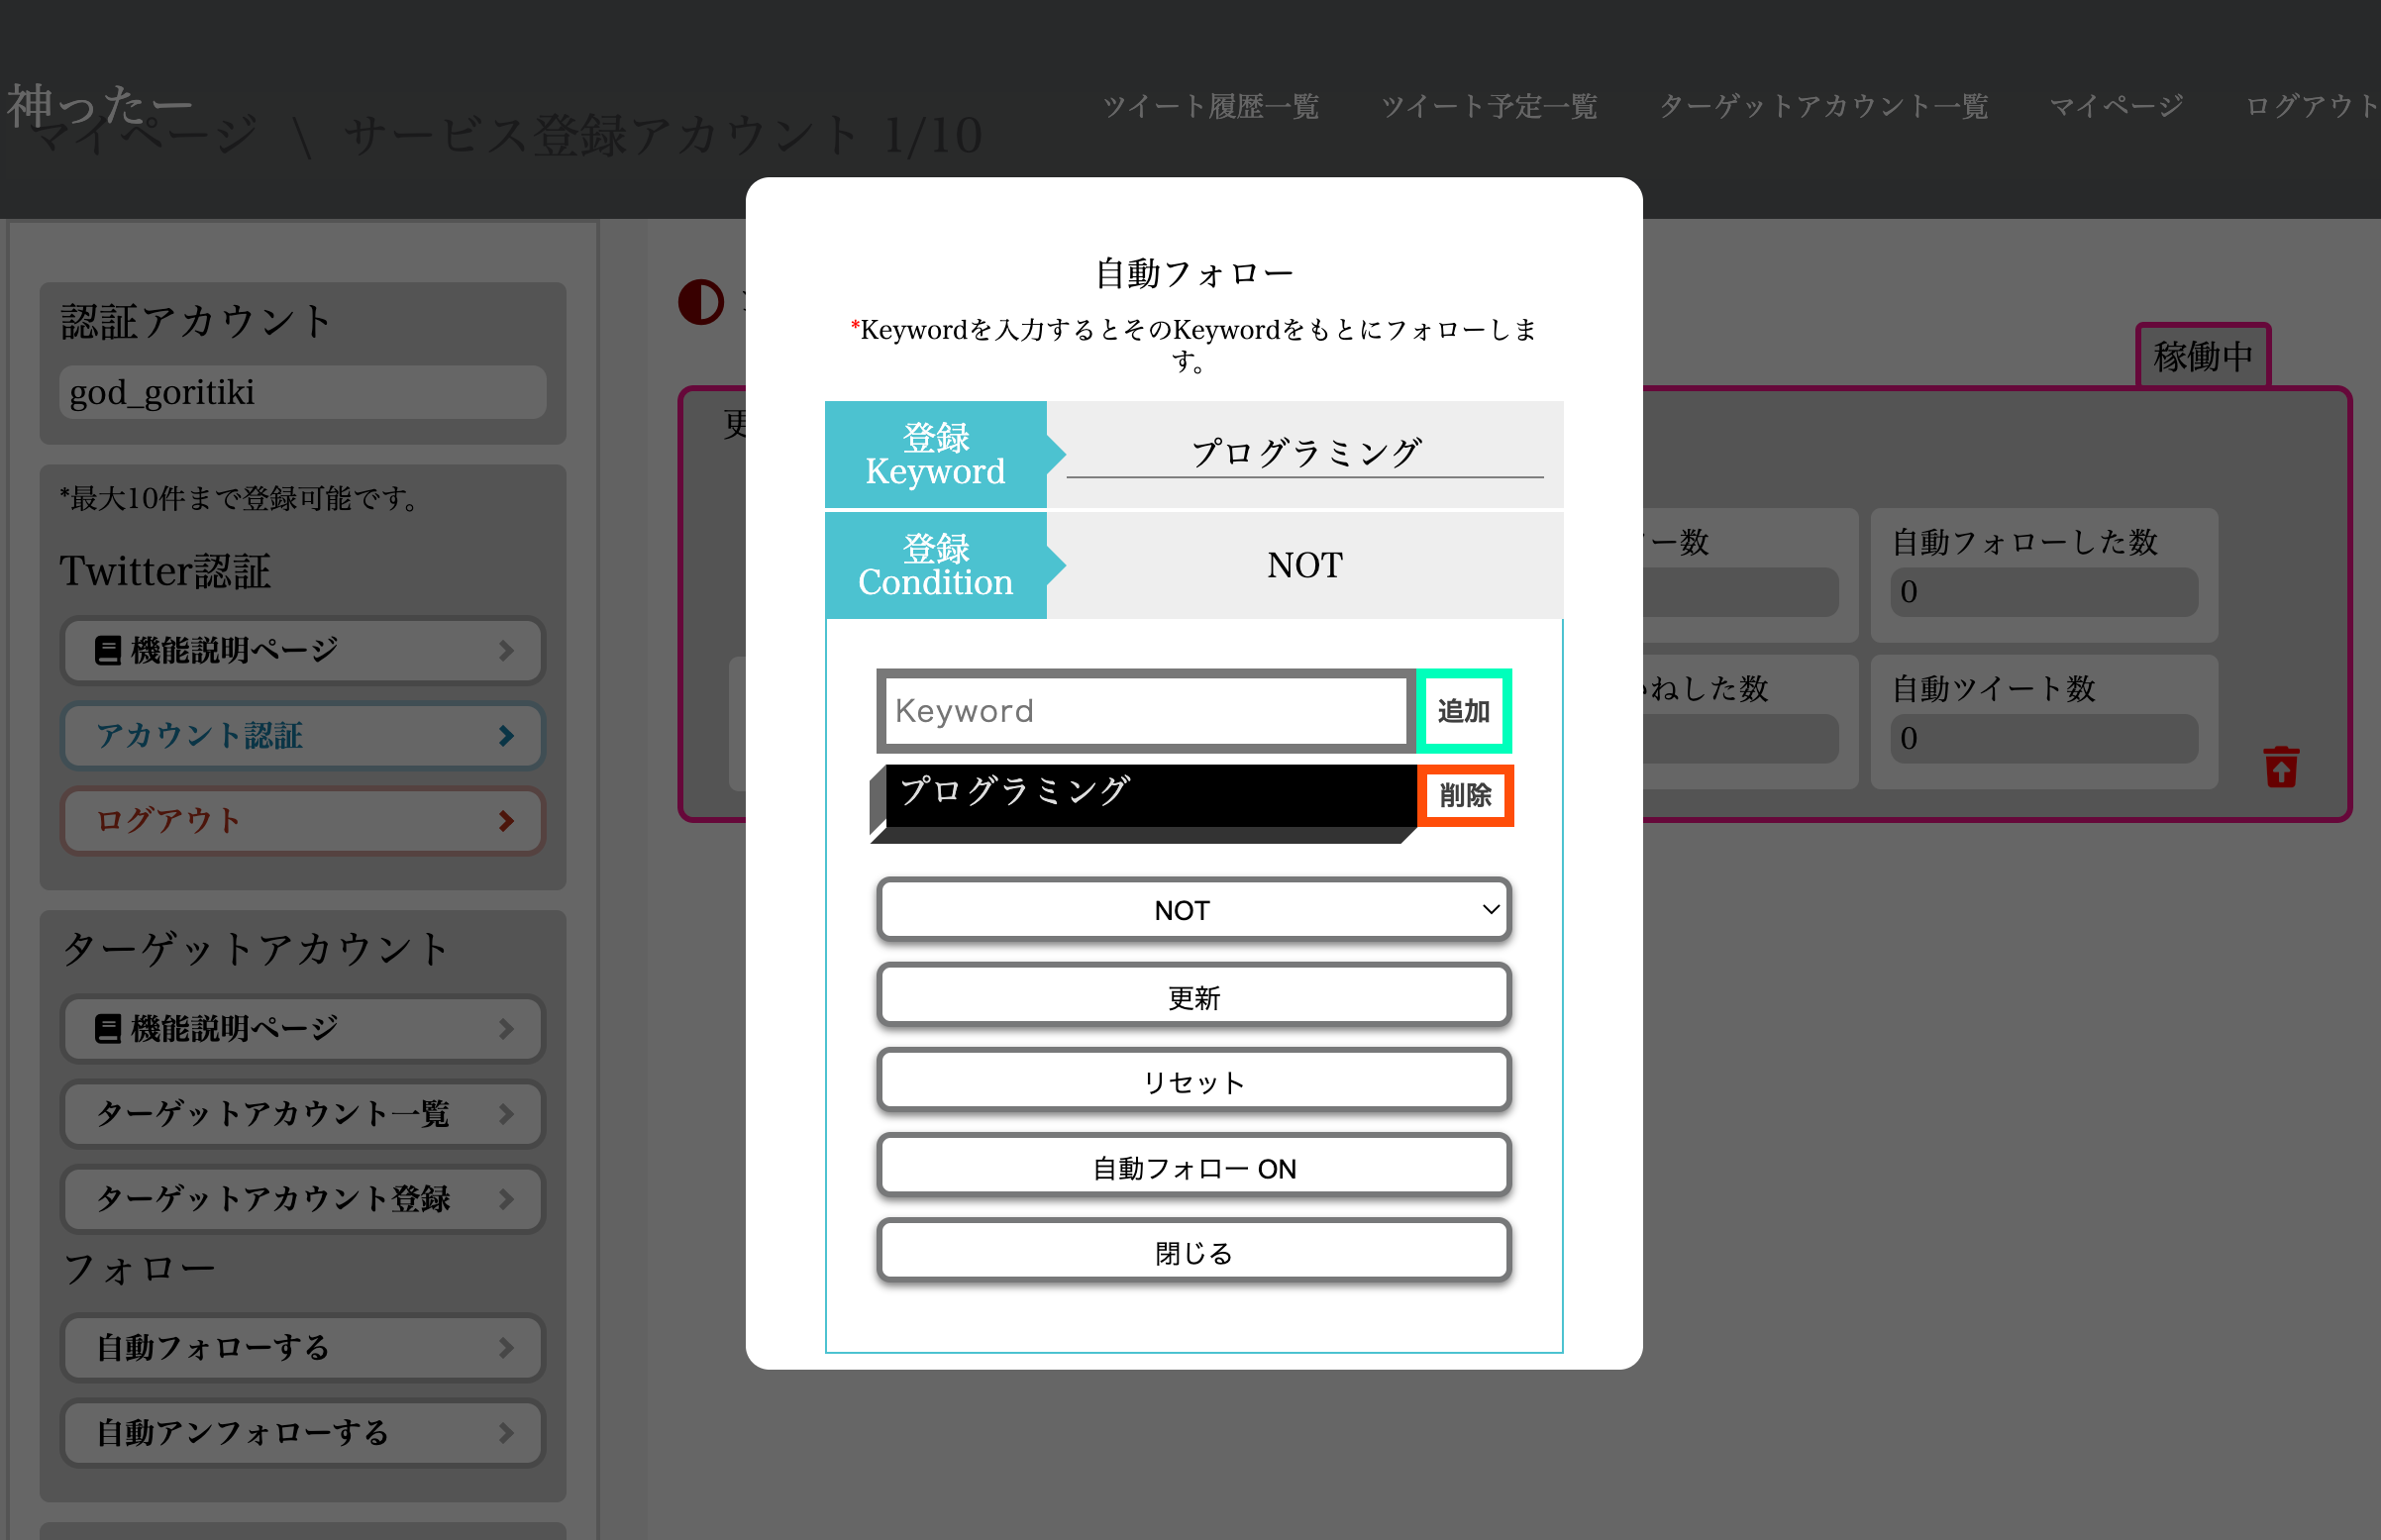 神ったー
ツイート履歴一覧
ツイート予定一覧
ターゲットアカウント一覧
マイページ
ログアウト
マイページ \ サービス登録アカウント 1/10
認証アカウント
god_goritiki
*最大10件まで登録可能です。
Twitter認証
機能説明ページ
アカウント認証
ログアウト
ターゲットアカウント
機能説明ページ
ターゲットアカウント一覧
ターゲットアカウント登録
フォロー
自動フォローする
自動アンフォローする
自動フォロー
*Keywordを入力するとそのKeywordをもとにフォローしま
す。
登録
Keyword
プログラミング
登録
Condition
NOT
Keyword
追加
プログラミング
削除
NOT
更新
リセット
自動フォロー ON
閉じる
稼働中
更
ー数
自動フォローした数
0
いねした数
自動ツイート数
0